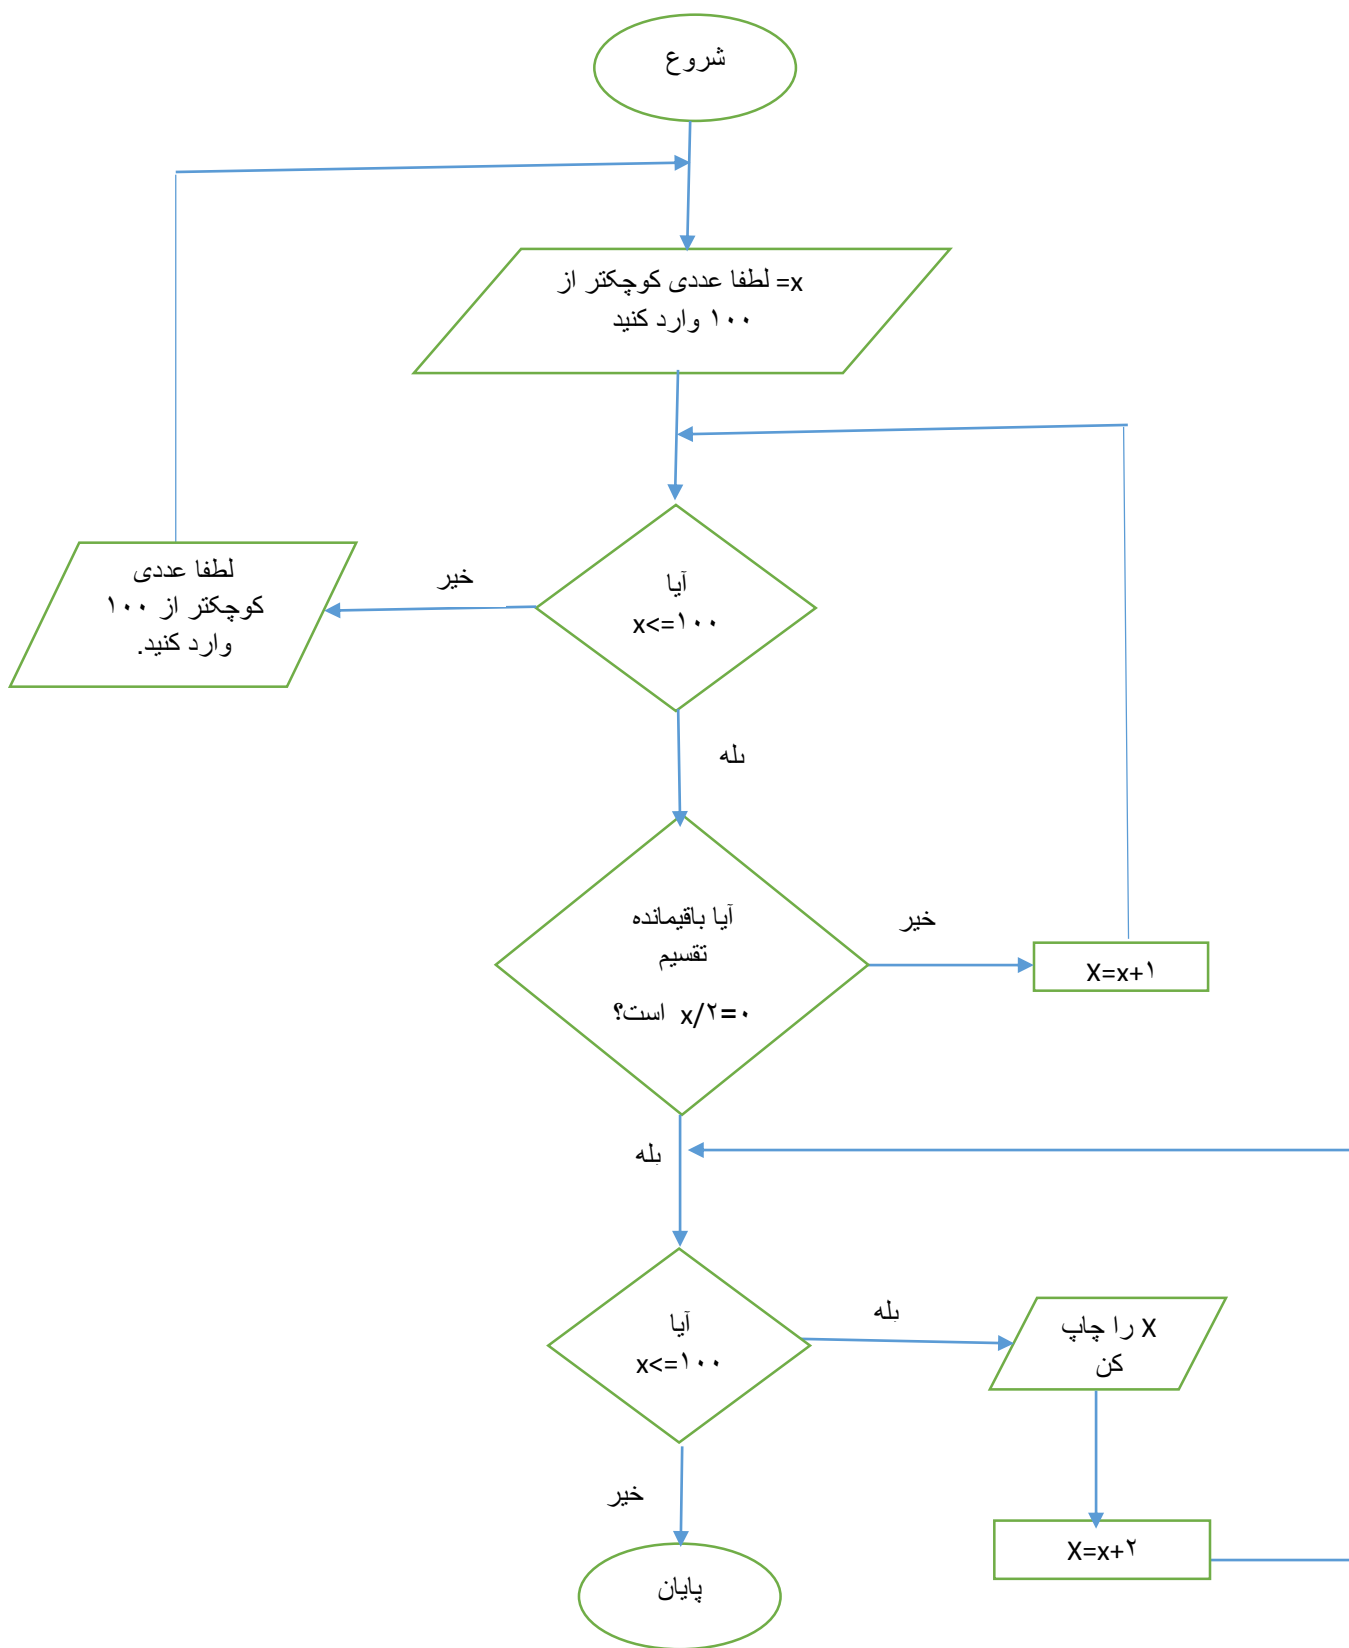 شروع
x= لطفا عددی کوچکتر از
۱۰۰ وارد کنید
آیا
x<=۱۰۰
خیر
لطفا عددی
کوچکتر از ۱۰۰
وارد کنید.
بله
آیا باقیمانده
تقسیم
x/۲=۰ است؟
خیر
X=x+۱
بله
آیا
x<=۱۰۰
بله
X را چاپ
کن
X=x+۲
خیر
پایان